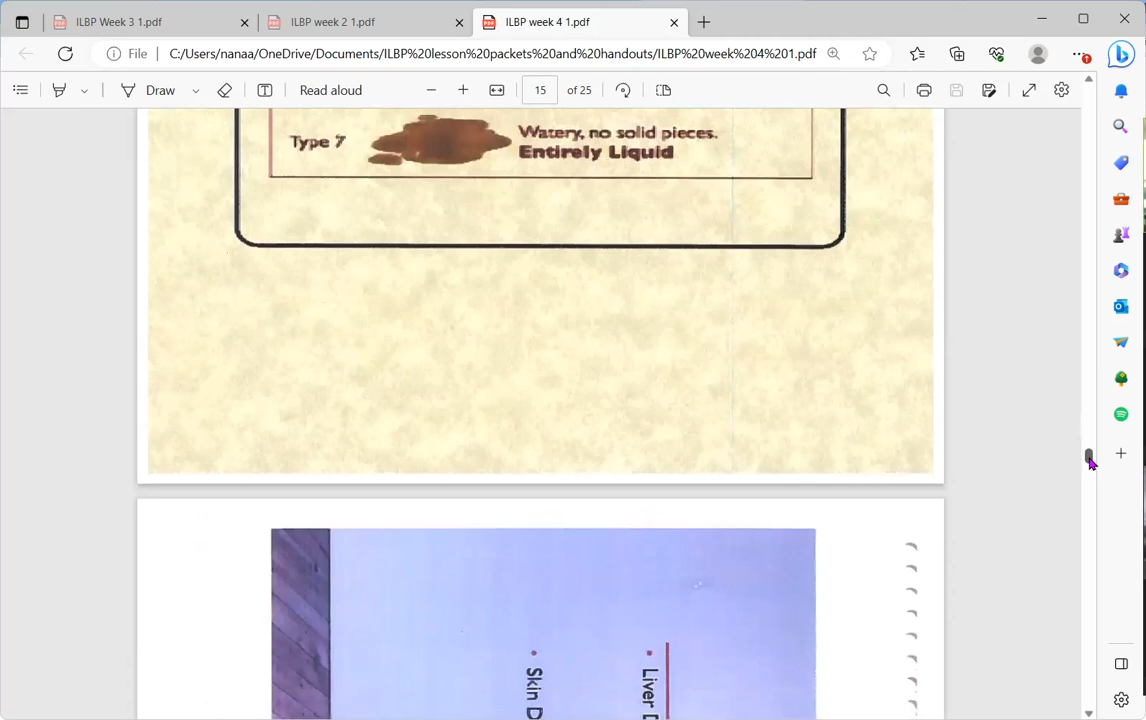 ILBP Week 3 1.pdf
ILBP week 2 1.pdf
ILBP week 4 1.pdf
File
C:/Users/nanaa/OneDrive/Documents/ILBP%20lesson%20packets%20and%20handouts/ILBP%20week%204%201.pdf
Draw
Read aloud
15
of 25
Type 7
Watery, no solid pieces.
Entirely Liquid
Liver
Skin D